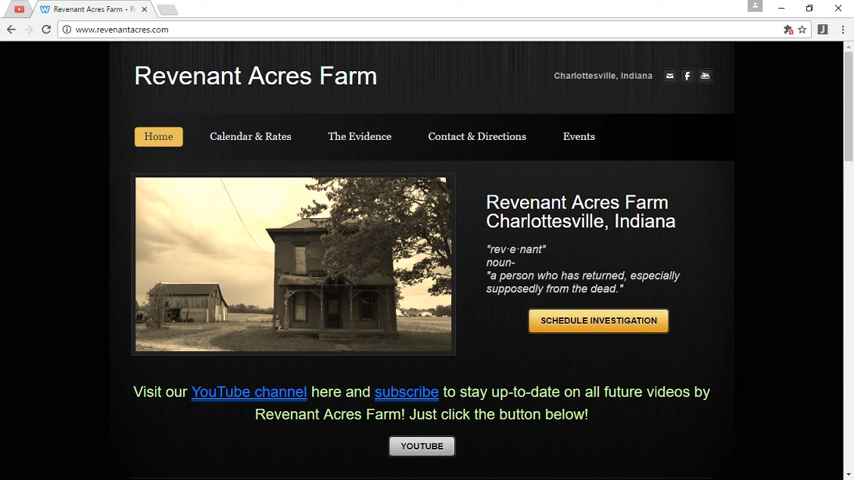 Revenant Acres Farm - R
www.revenantacres.com
Revenant Acres Farm
Charlottesville, Indiana
Home Calendar & Rates The Evidence Contact & Directions Events
Revenant Acres Farm
Charlottesville, Indiana
"rev·e·nant"
noun-
"a person who has returned, especially
supposedly from the dead."
SCHEDULE INVESTIGATION
Visit our YouTube channel here and subscribe to stay up-to-date on all future videos by
Revenant Acres Farm! Just click the button below!
YOUTUBE